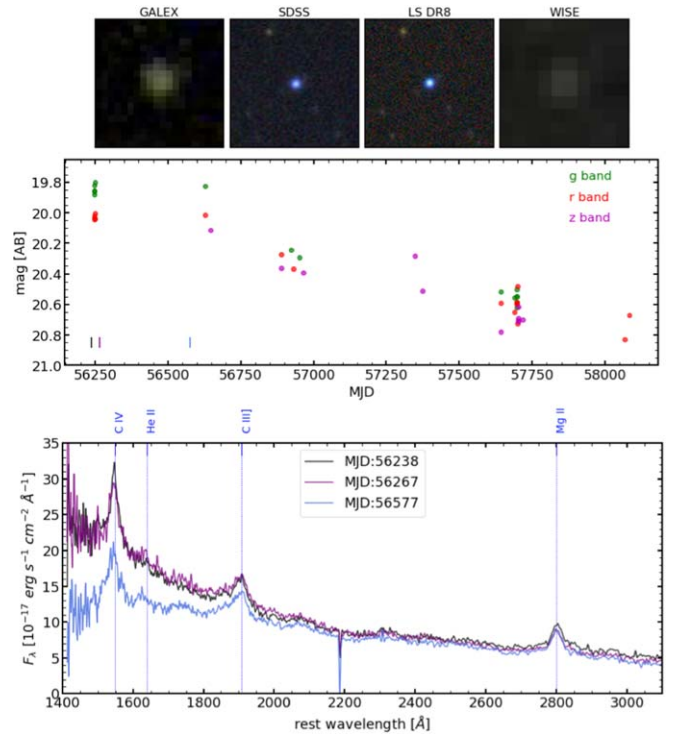 GALEX SDSS LS DR8 WISE
19.8
20.0
20.2
20.4
20.6
20.8
21.0
mag [AB]
g band
r band
z band
56250 56500 56750 57000 57250 57500 57750 58000
MJD
C IV He II C III] Mg II
35
30
25
20
15
10
5
0
F_λ [10⁻¹⁷ erg s⁻¹ cm⁻² Å⁻¹]
MJD:56238
MJD:56267
MJD:56577
1400 1600 1800 2000 2200 2400 2600 2800 3000
rest wavelength [Å]